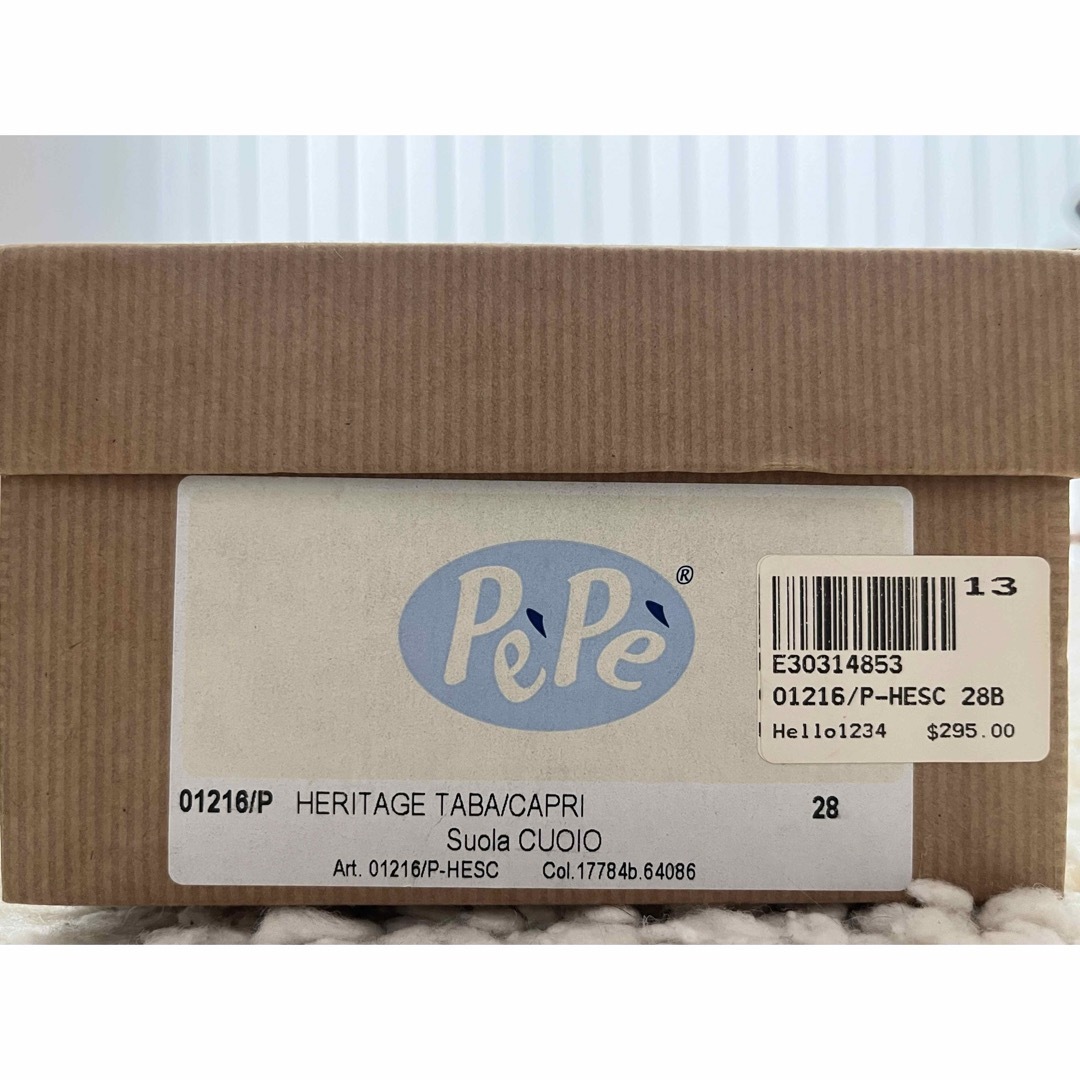 PèPè®
13
E30314853
01216/P-HESC 28B
Hello1234 $295.00
01216/P HERITAGE TABA/CAPRI 28
Suola CUOIO
Art. 01216/P-HESC Col.17784b.64086